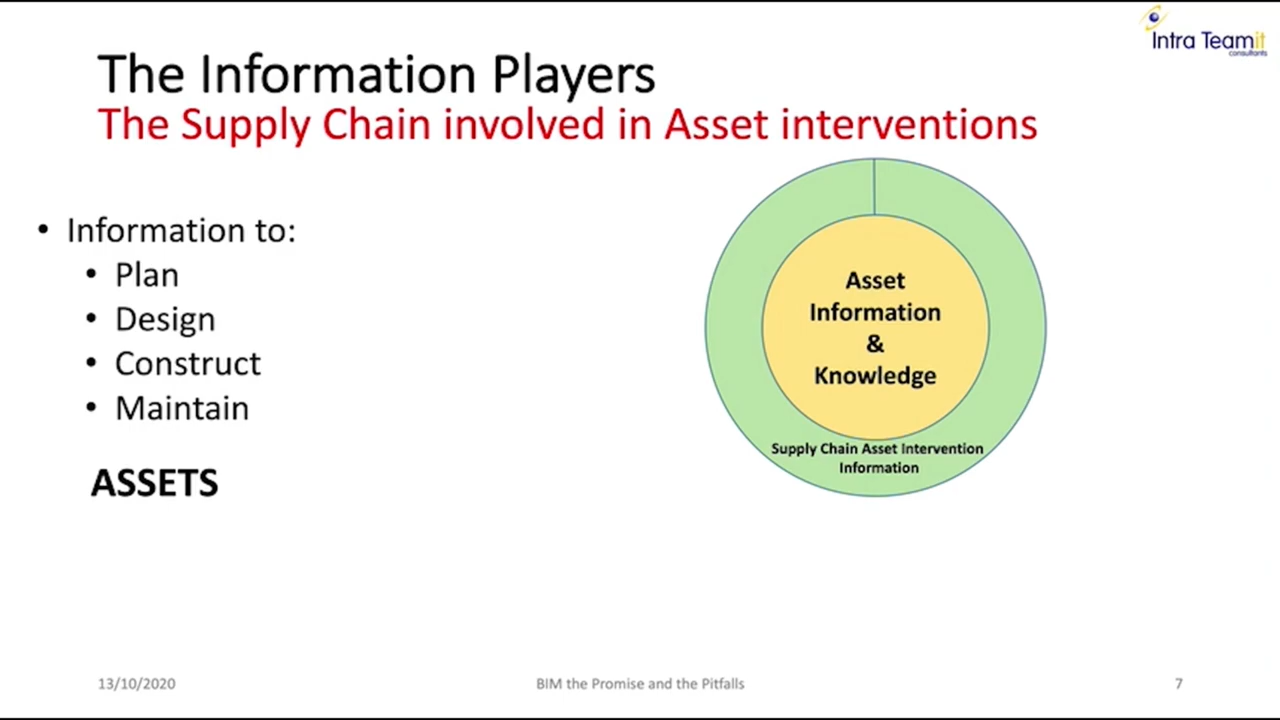 Intra Teamit
consultants
The Information Players
The Supply Chain involved in Asset interventions
• Information to:
• Plan
• Design
• Construct
• Maintain
ASSETS
Asset
Information
&
Knowledge
Supply Chain Asset Intervention
Information
13/10/2020
BIM the Promise and the Pitfalls
7